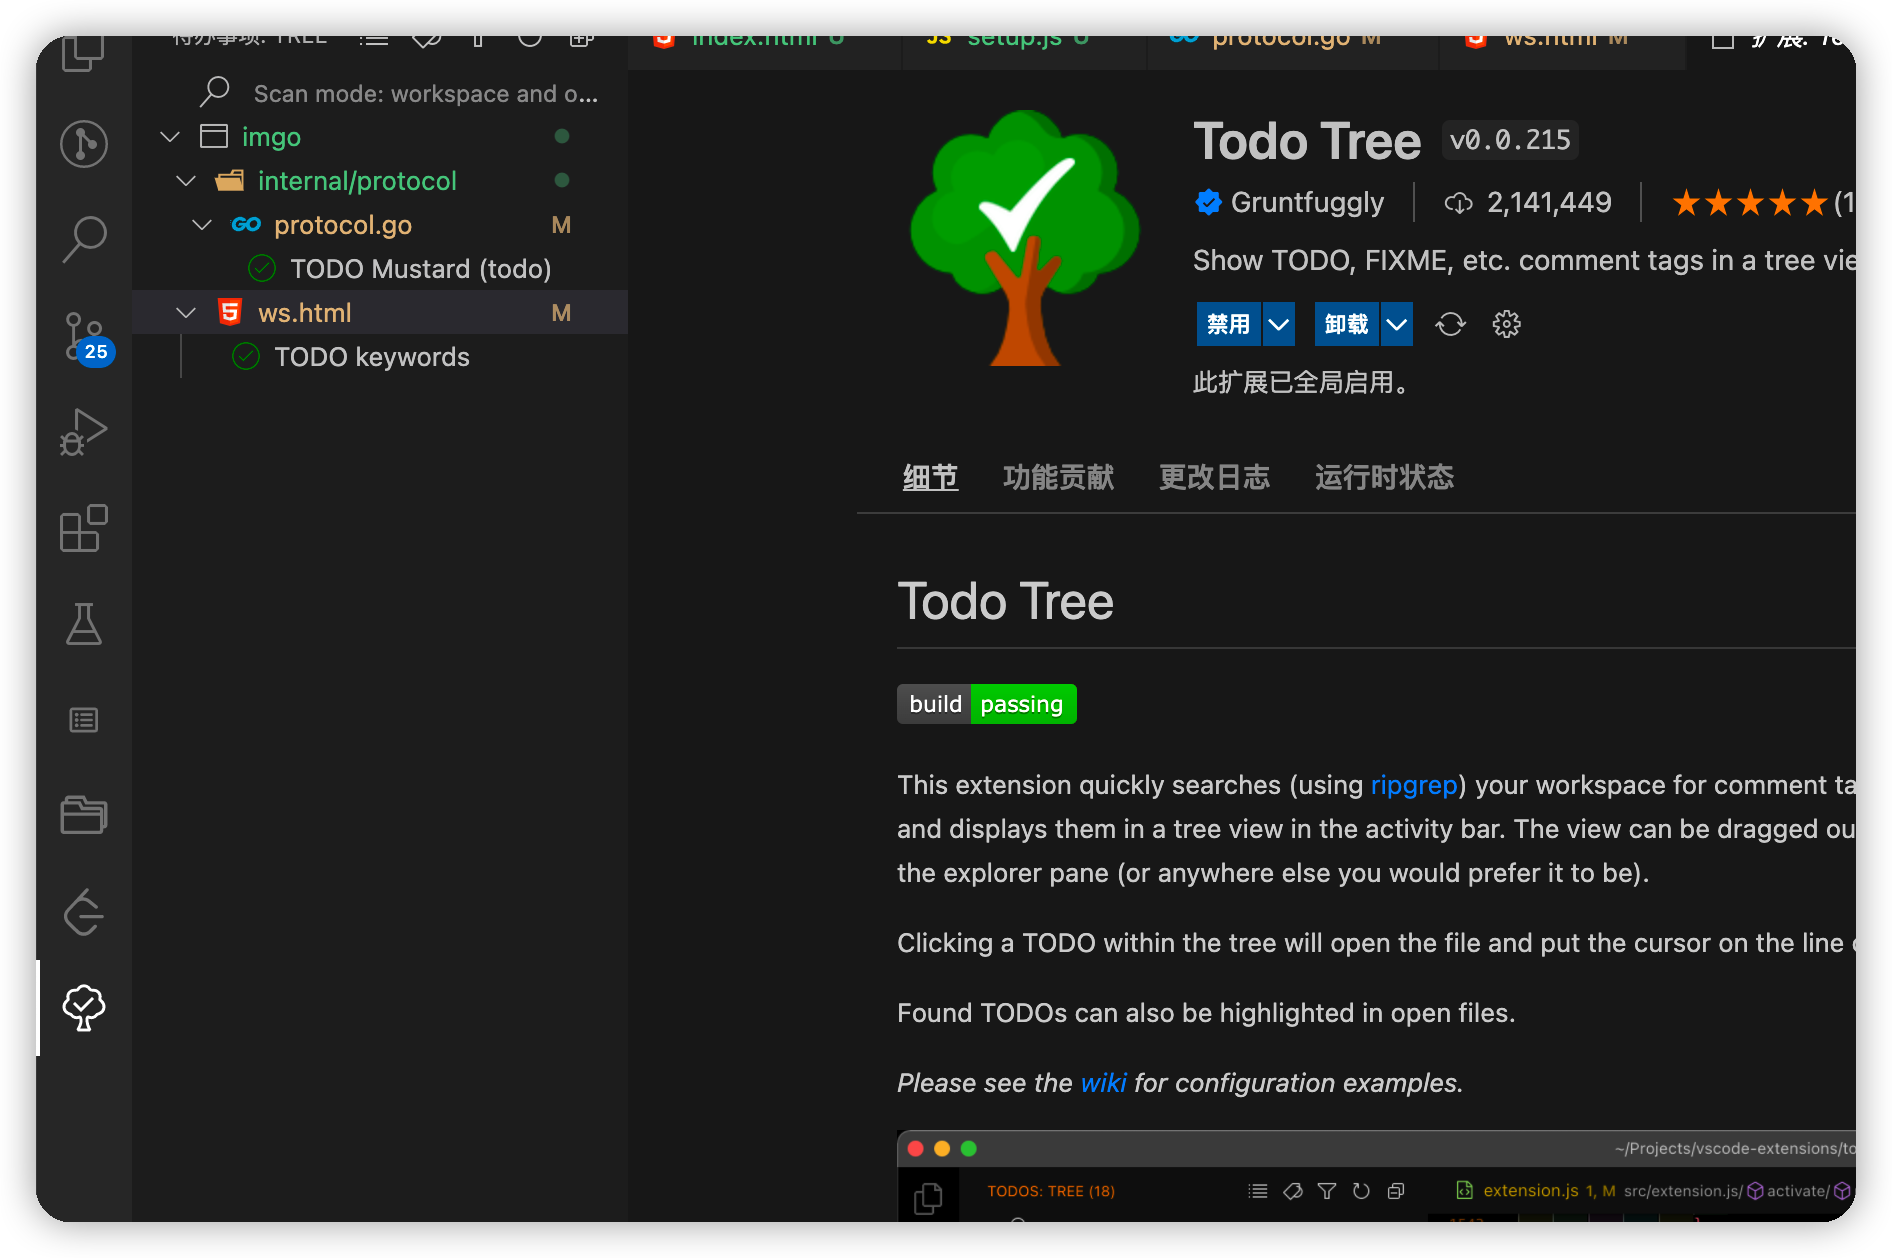 待办事项: TREE
Scan mode: workspace and o...
imgo
internal/protocol
protocol.go M
TODO Mustard (todo)
ws.html M
TODO keywords
25
index.html U
JS setup.js U
GO protocol.go M
5 ws.html M
扩展: To
Todo Tree v0.0.215
Gruntfuggly 2,141,449 ★★★★★(1
Show TODO, FIXME, etc. comment tags in a tree vie
禁用 卸载
此扩展已全局启用。
细节 功能贡献 更改日志 运行时状态
Todo Tree
build passing
This extension quickly searches (using ripgrep) your workspace for comment ta
and displays them in a tree view in the activity bar. The view can be dragged ou
the explorer pane (or anywhere else you would prefer it to be).
Clicking a TODO within the tree will open the file and put the cursor on the line
Found TODOs can also be highlighted in open files.
Please see the wiki for configuration examples.
~/Projects/vscode-extensions/to
TODOS: TREE (18)
extension.js 1, M src/extension.js/ activate/